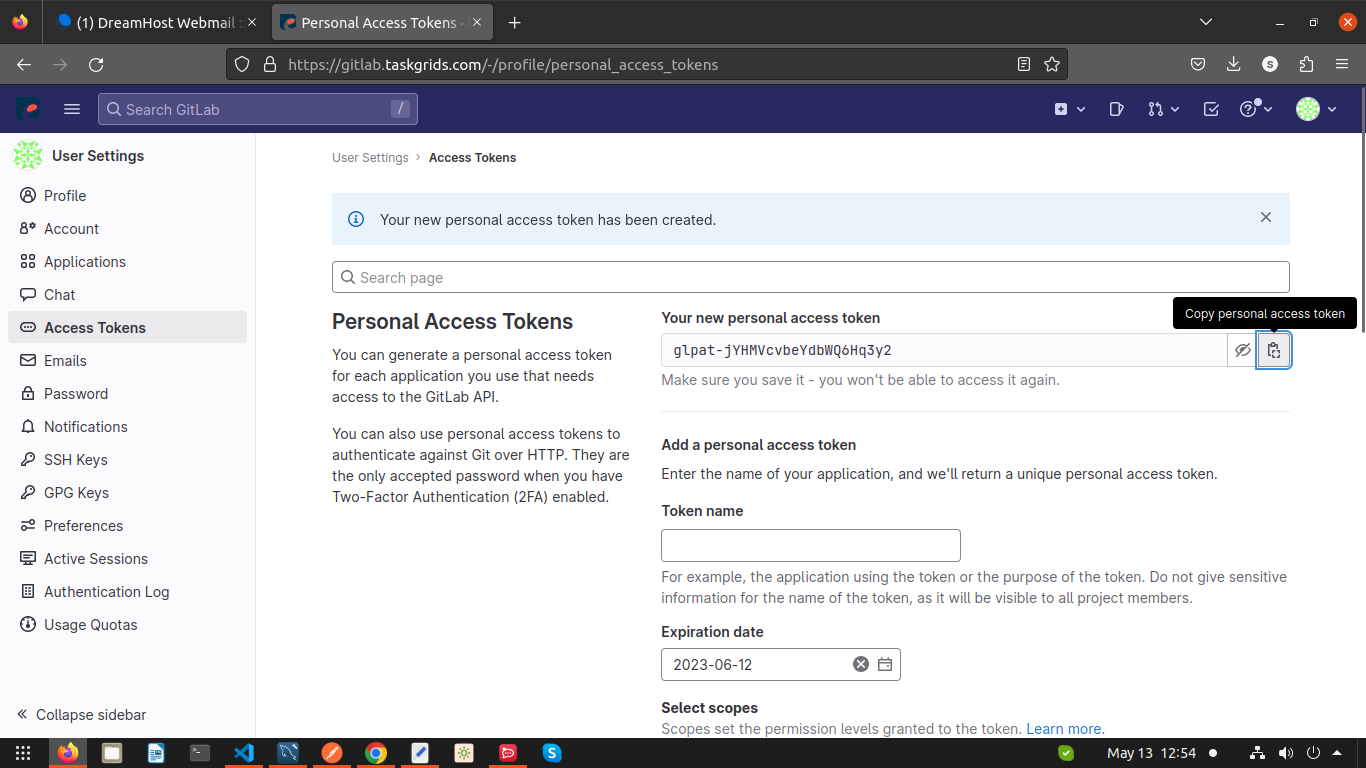 (1) DreamHost Webmail :
Personal Access Tokens ·
https://gitlab.taskgrids.com/-/profile/personal_access_tokens
S
Search GitLab
/
User Settings
Profile
Account
Applications
Chat
Access Tokens
Emails
Password
Notifications
SSH Keys
GPG Keys
Preferences
Active Sessions
Authentication Log
Usage Quotas
Collapse sidebar
User Settings › Access Tokens
Your new personal access token has been created.
Search page
Personal Access Tokens
You can generate a personal access token
for each application you use that needs
access to the GitLab API.
You can also use personal access tokens to
authenticate against Git over HTTP. They are
the only accepted password when you have
Two-Factor Authentication (2FA) enabled.
Your new personal access token
Copy personal access token
glpat-jYHMVcvbeYdbWQ6Hq3y2
Make sure you save it - you won't be able to access it again.
Add a personal access token
Enter the name of your application, and we'll return a unique personal access token.
Token name
For example, the application using the token or the purpose of the token. Do not give sensitive
information for the name of the token, as it will be visible to all project members.
Expiration date
2023-06-12
Select scopes
Scopes set the permission levels granted to the token. Learn more.
May 13 12:54